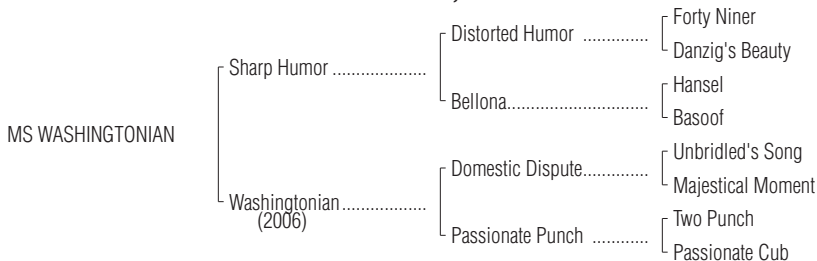 Forty Niner
Distorted Humor ..............
Danzig's Beauty
Sharp Humor ....................
Hansel
Bellona..............................
Basoof
MS WASHINGTONIAN
Unbridled's Song
Domestic Dispute..............
Majestical Moment
Washingtonian..................
(2006)
Two Punch
Passionate Punch ............
Passionate Cub